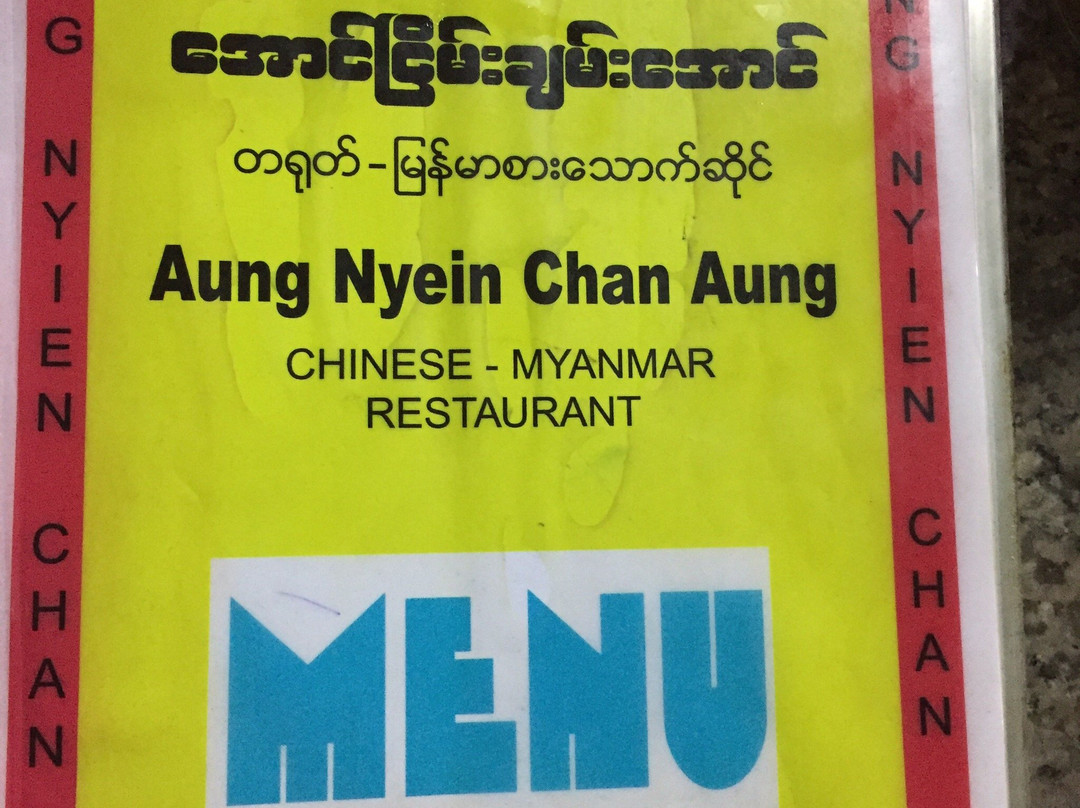 အောင်ငြိမ်းချမ်းအောင်
တရုတ်-မြန်မာစားသောက်ဆိုင်
Aung Nyein Chan Aung
CHINESE - MYANMAR
RESTAURANT
MENU
G NYIEN CHAN
NG NYIEN CHAN